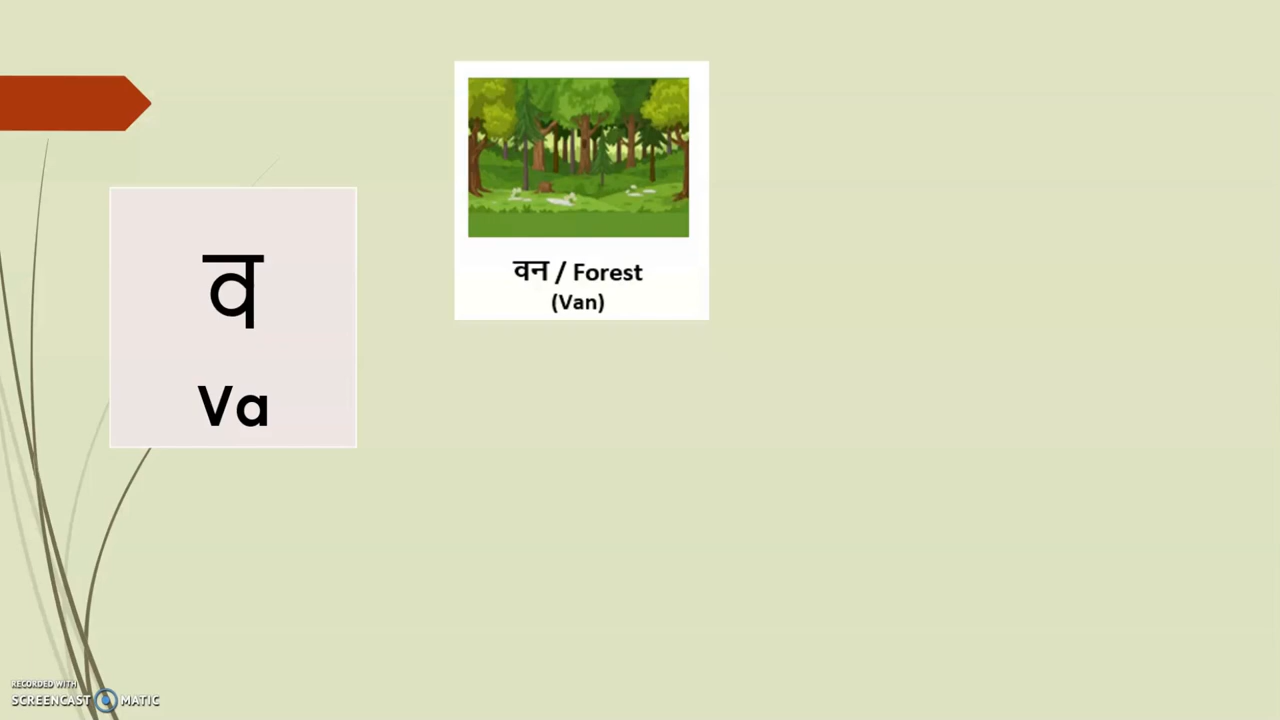 व
Va
वन / Forest
(Van)
RECORDED WITH
SCREENCAST MATIC